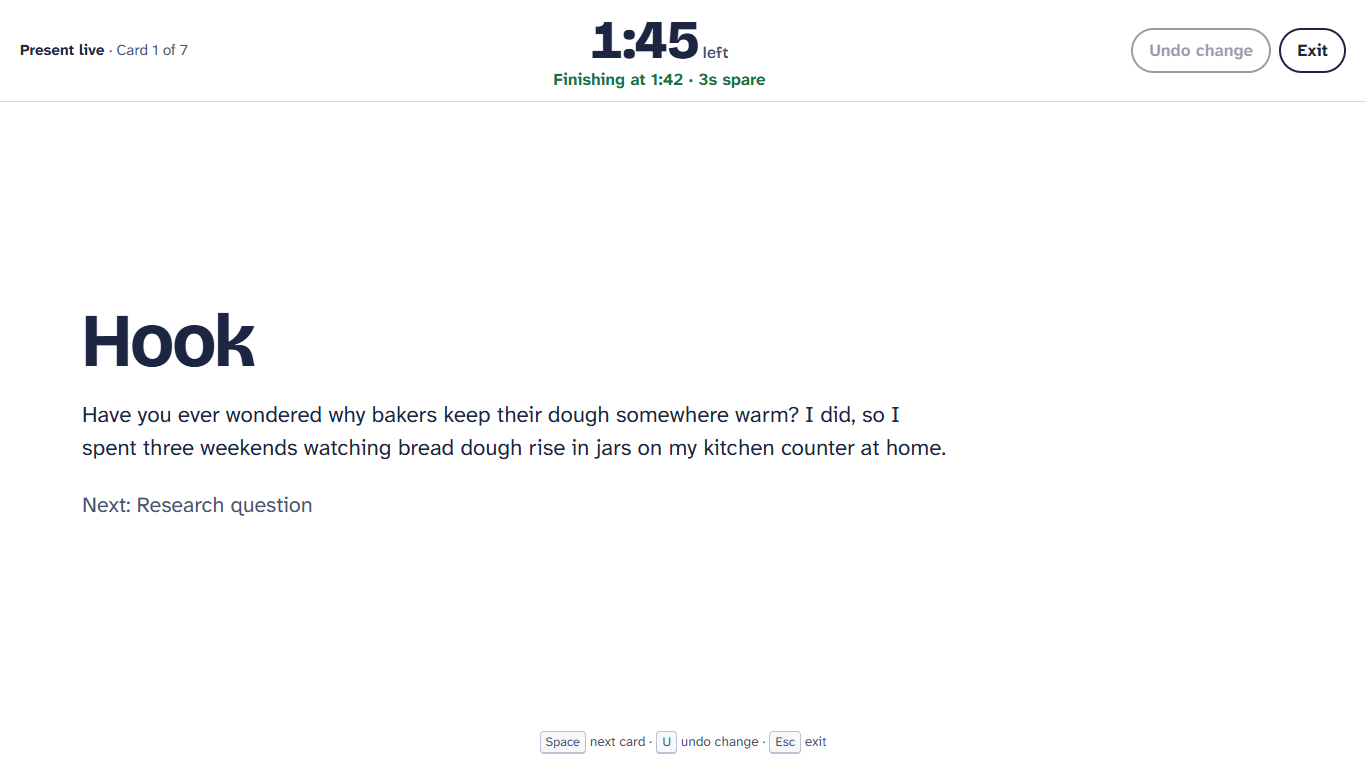 Present live · Card 1 of 7
1:45 left
Finishing at 1:42 · 3s spare
Undo change
Exit
Hook
Have you ever wondered why bakers keep their dough somewhere warm? I did, so I
spent three weekends watching bread dough rise in jars on my kitchen counter at home.
Next: Research question
Space next card · U undo change · Esc exit